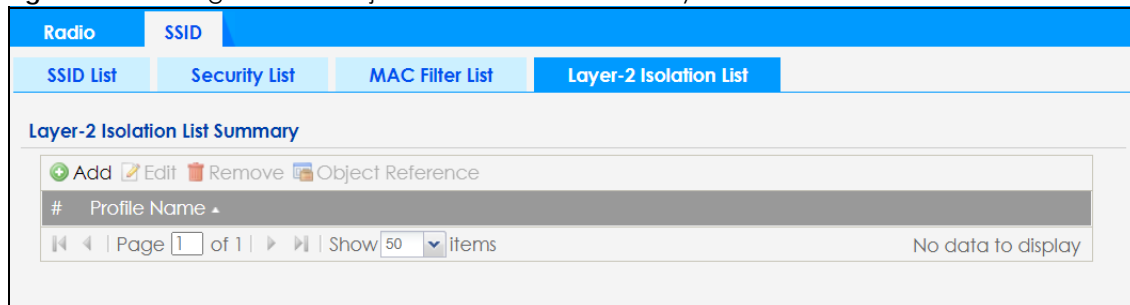 Radio SSID
SSID List Security List MAC Filter List Layer-2 Isolation List
Layer-2 Isolation List Summary
Add Edit Remove Object Reference
# Profile Name
Page 1 of 1 Show 50 items No data to display